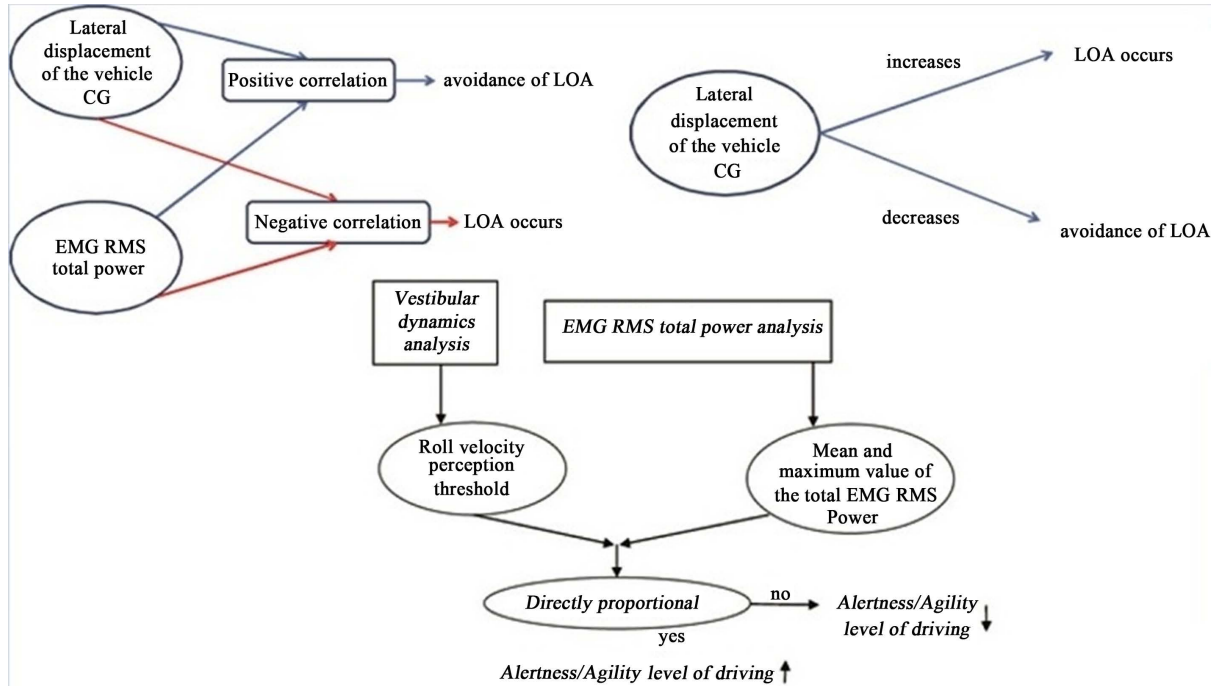 Lateral
displacement
of the vehicle
CG
Positive correlation
avoidance of LOA
EMG RMS
total power
Negative correlation
LOA occurs
Lateral
displacement
of the vehicle
CG
increases
LOA occurs
decreases
avoidance of LOA
Vestibular
dynamics
analysis
EMG RMS total power analysis
Roll velocity
perception
threshold
Mean and
maximum value of
the total EMG RMS
Power
Directly proportional
no
Alertness/Agility
level of driving
yes
Alertness/Agility level of driving